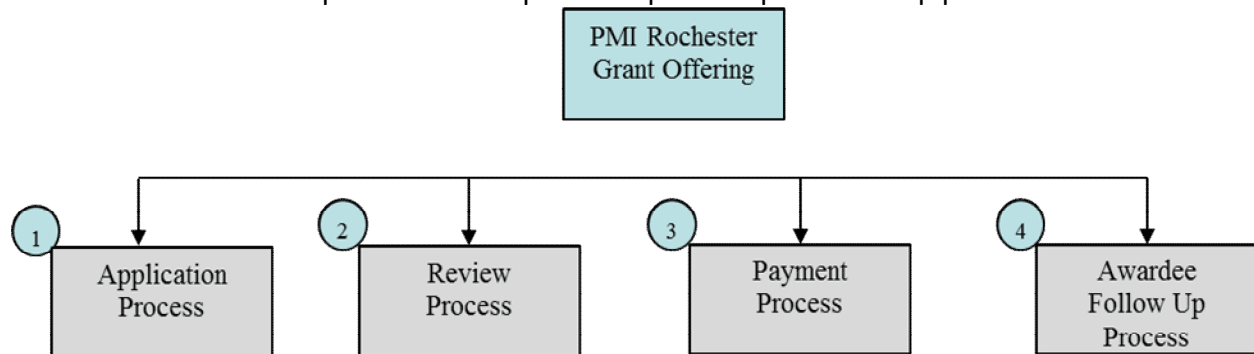 PMI Rochester
Grant Offering
1
Application
Process
2
Review
Process
3
Payment
Process
4
Awardee
Follow Up
Process